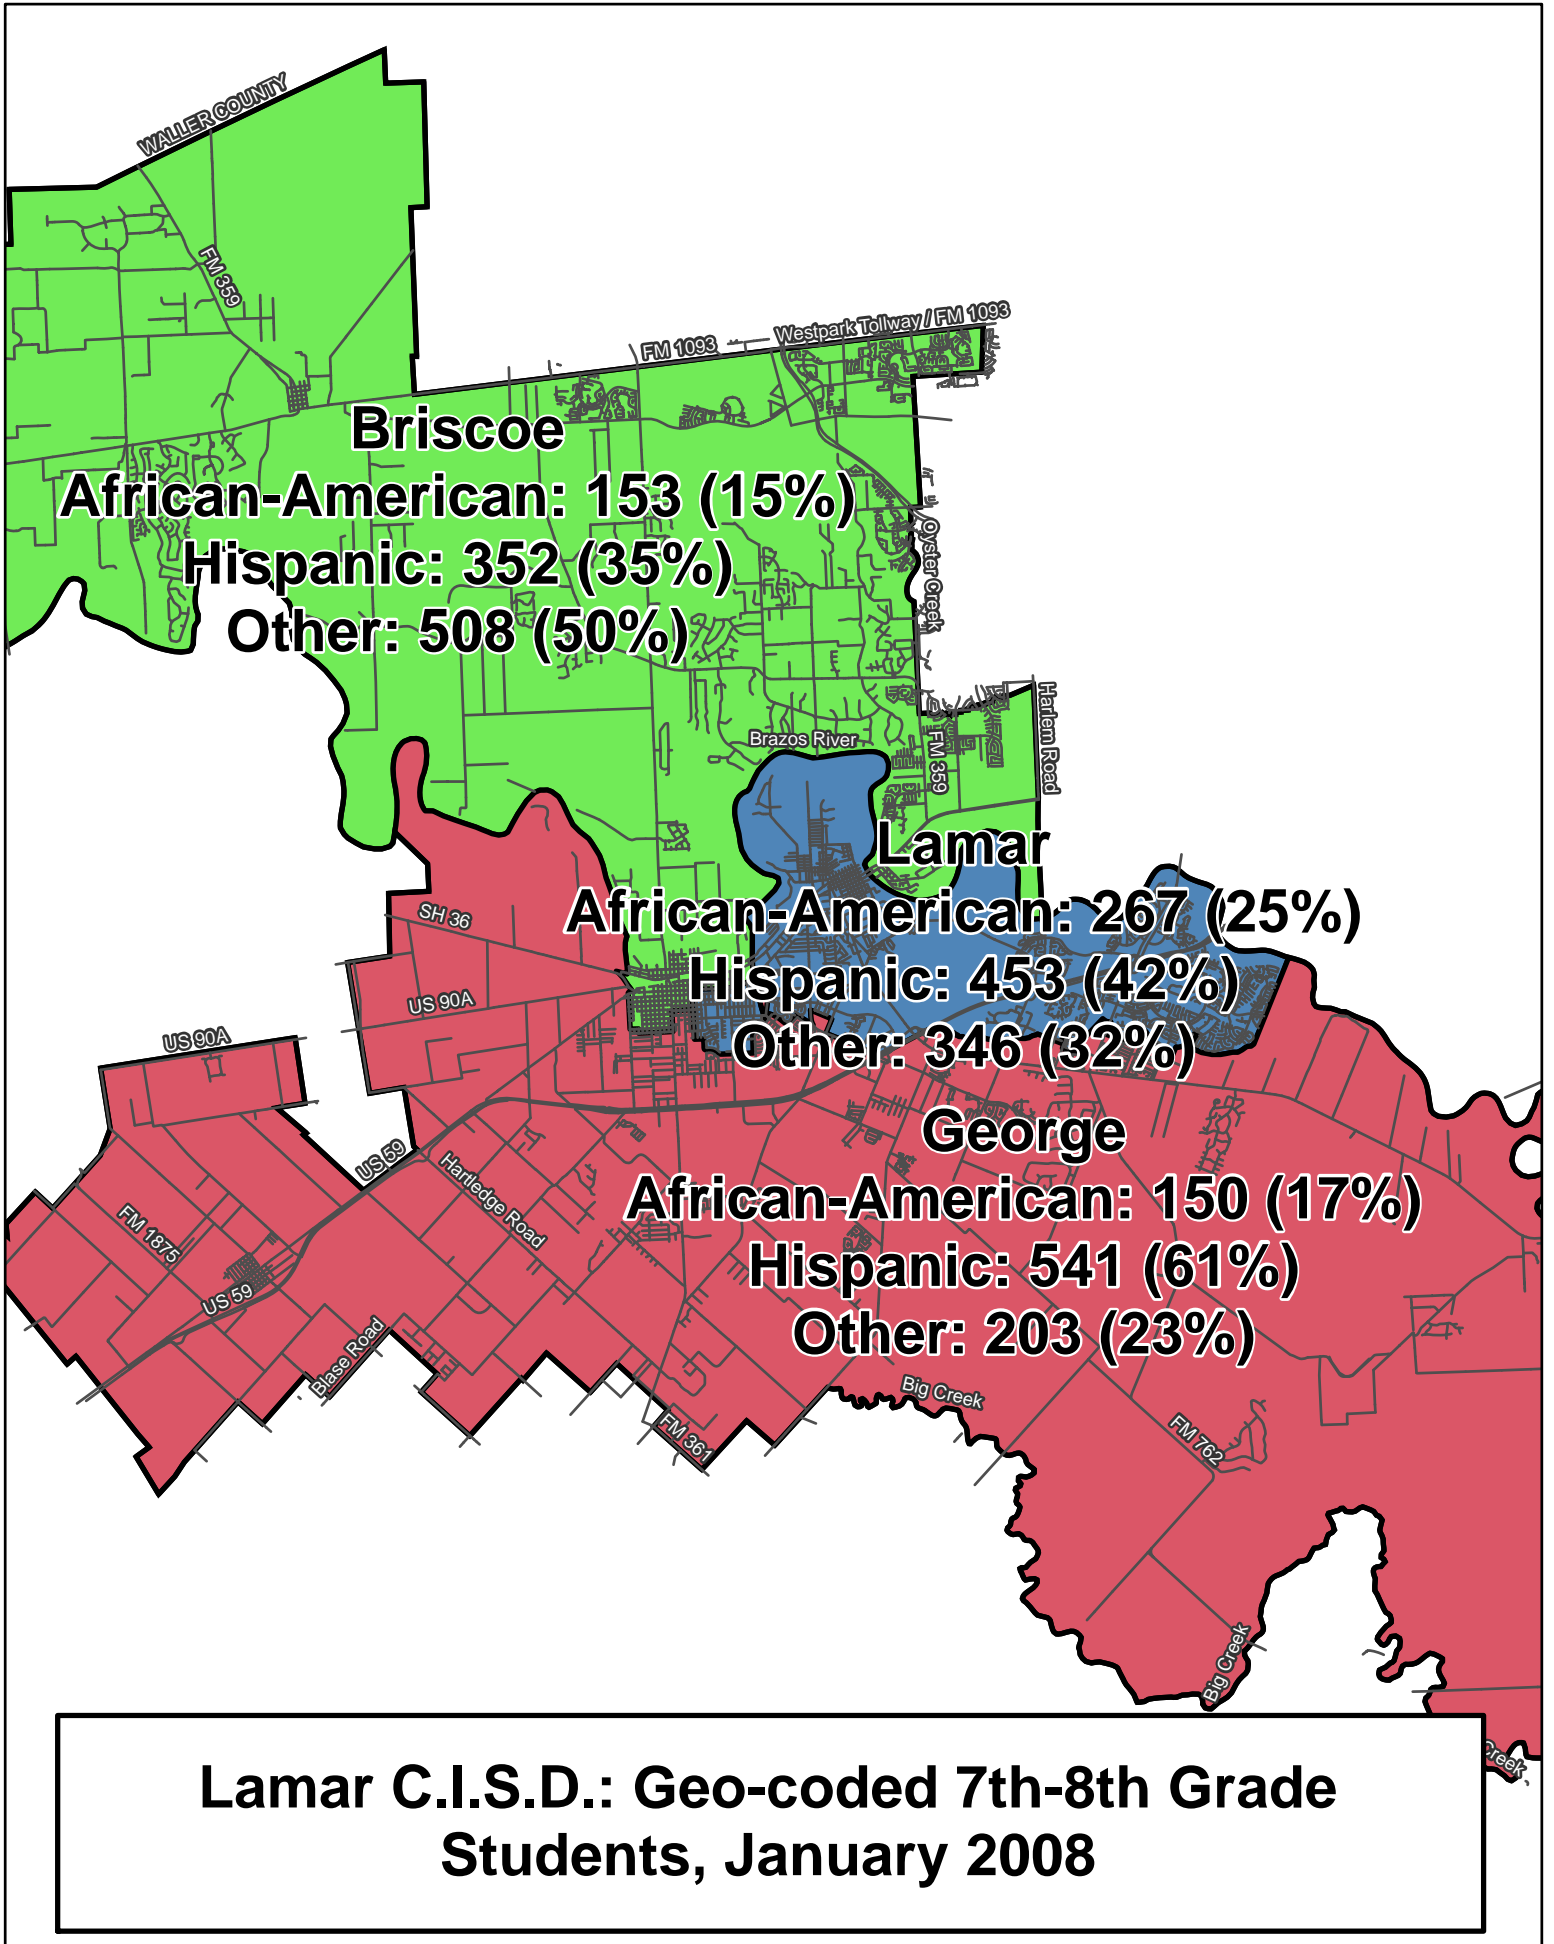 WALLER COUNTY
FM 359
FM 1093
Westpark Tollway / FM 1093
Briscoe
African-American: 153 (15%)
Hispanic: 352 (35%)
Other: 508 (50%)
Oyster Creek
Harlem Road
Brazos River
FM 359
Lamar
African-American: 267 (25%)
Hispanic: 453 (42%)
Other: 346 (32%)
SH 36
US 90A
US 90A
George
African-American: 150 (17%)
Hispanic: 541 (61%)
Other: 203 (23%)
US 59
Hartledge Road
FM 1875
US 59
Blase Road
Big Creek
FM 361
FM 762
Big Creek
Creek
Lamar C.I.S.D.: Geo-coded 7th-8th Grade
Students, January 2008